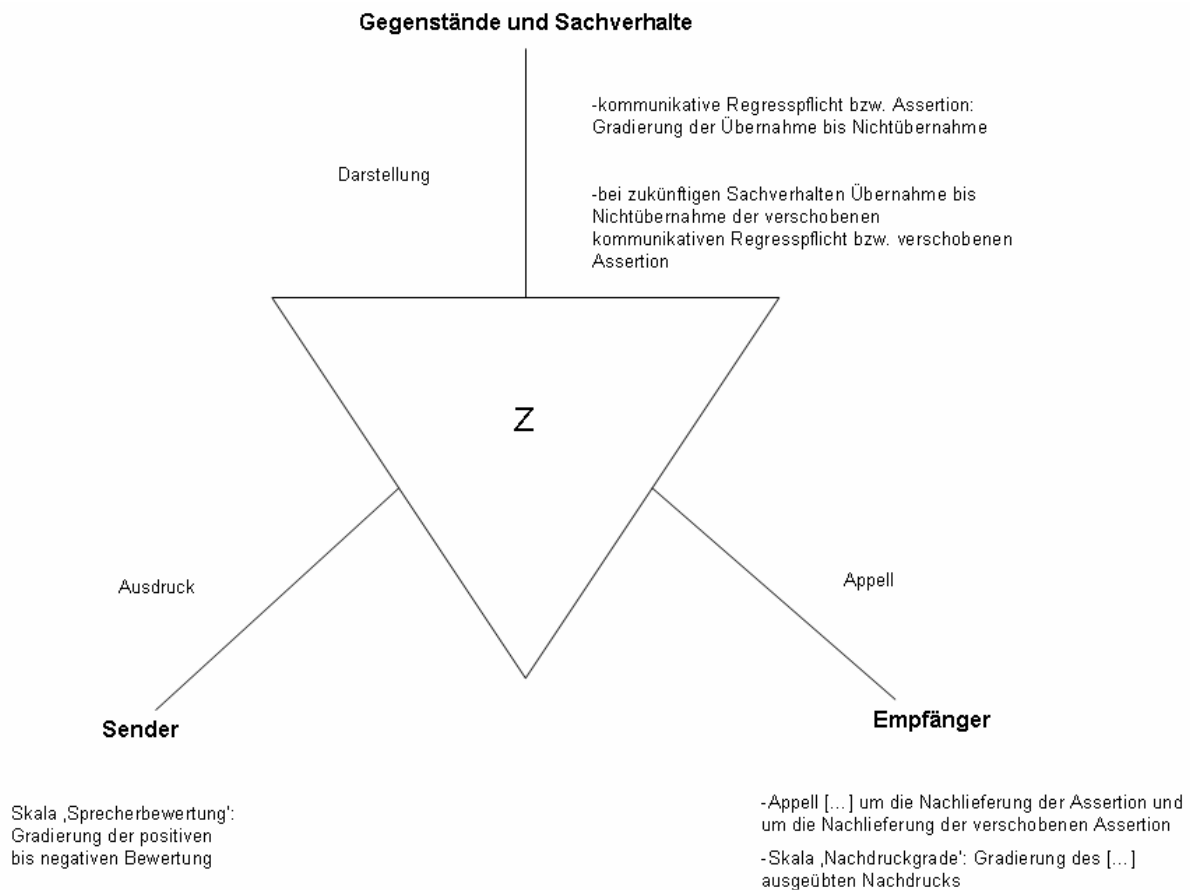 Gegenstände und Sachverhalte
-kommunikative Regresspflicht bzw. Assertion:
Gradierung der Übernahme bis Nichtübernahme
Darstellung
-bei zukünftigen Sachverhalten Übernahme bis
Nichtübernahme der verschobenen
kommunikativen Regresspflicht bzw. verschobenen
Assertion
Z
Ausdruck
Appell
Sender
Empfänger
Skala ‚Sprecherbewertung':
Gradierung der positiven
bis negativen Bewertung
-Appell [...] um die Nachlieferung der Assertion und
um die Nachlieferung der verschobenen Assertion
-Skala ‚Nachdruckgrade': Gradierung des [...]
ausgeübten Nachdrucks